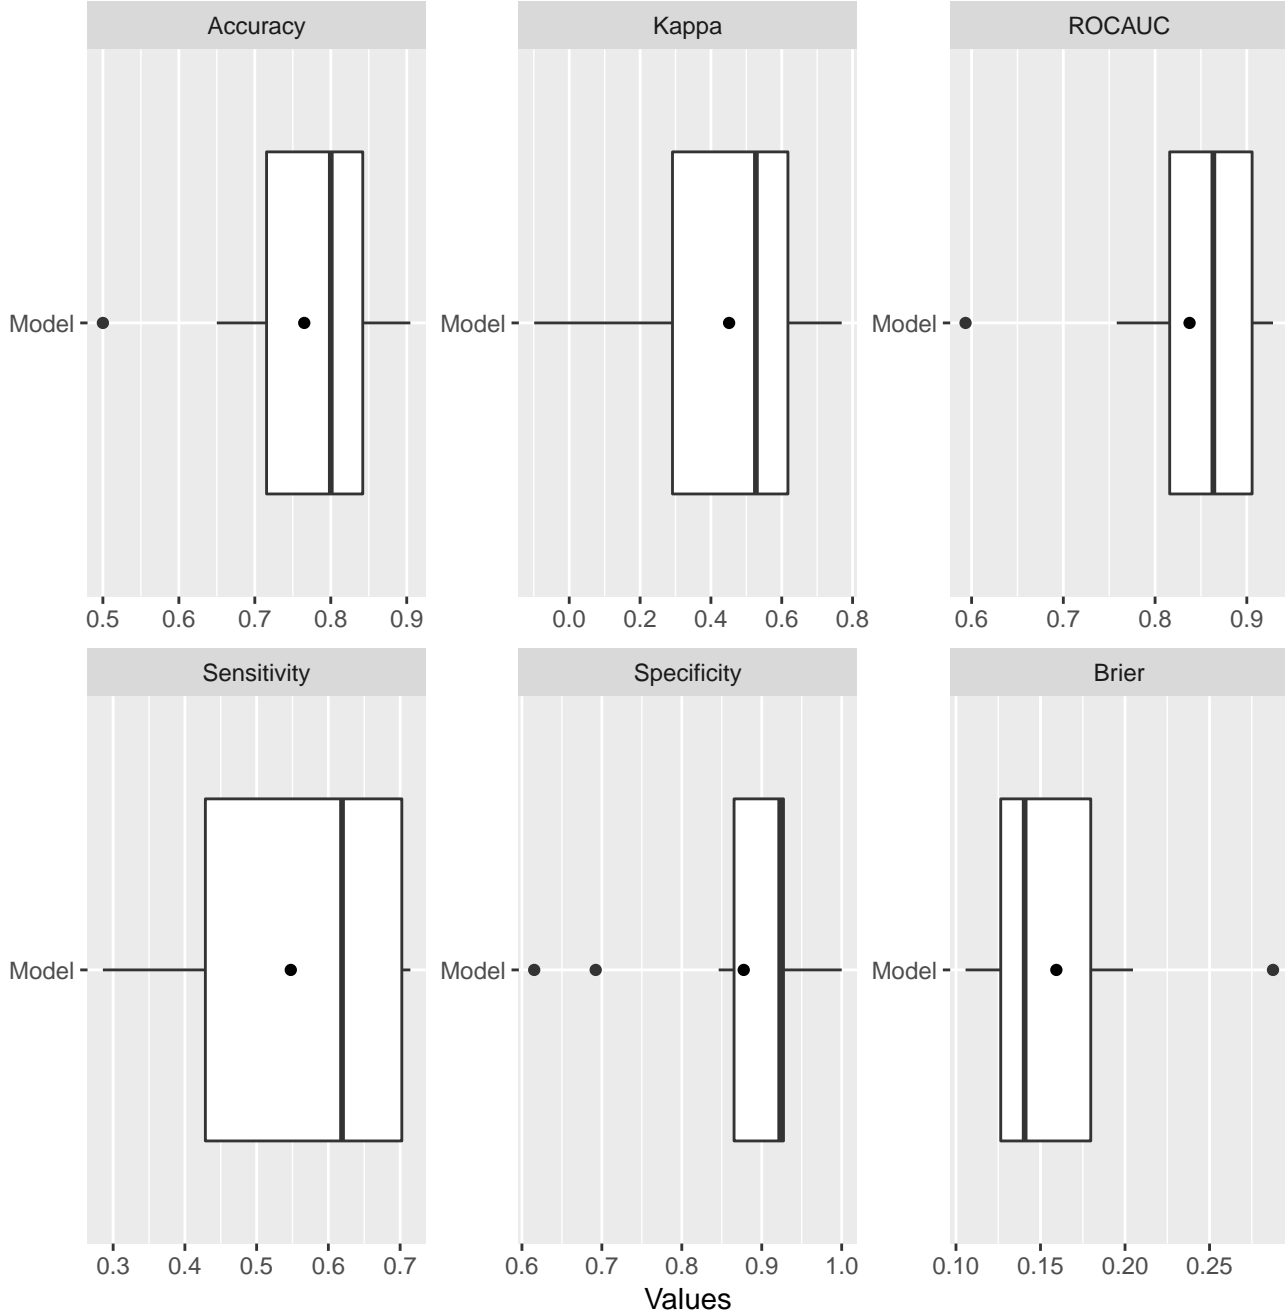 Accuracy Kappa ROCAUC
Model Model Model
0.5 0.6 0.7 0.8 0.9 0.0 0.2 0.4 0.6 0.8 0.6 0.7 0.8 0.9
Sensitivity Specificity Brier
Model Model Model
0.3 0.4 0.5 0.6 0.7 0.6 0.7 0.8 0.9 1.0 0.10 0.15 0.20 0.25
Values